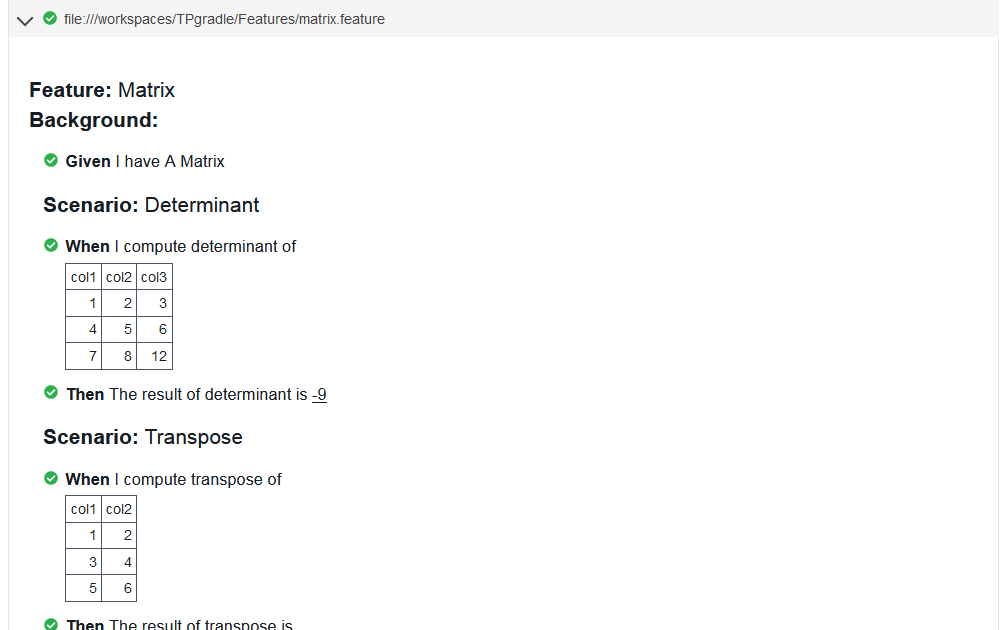 file:///workspaces/TPgradle/Features/matrix.feature
Feature: Matrix
Background:
Given I have A Matrix
Scenario: Determinant
When I compute determinant of
col1 col2 col3
1 2 3
4 5 6
7 8 12
Then The result of determinant is -9
Scenario: Transpose
When I compute transpose of
col1 col2
1 2
3 4
5 6
Then The result of transpose is